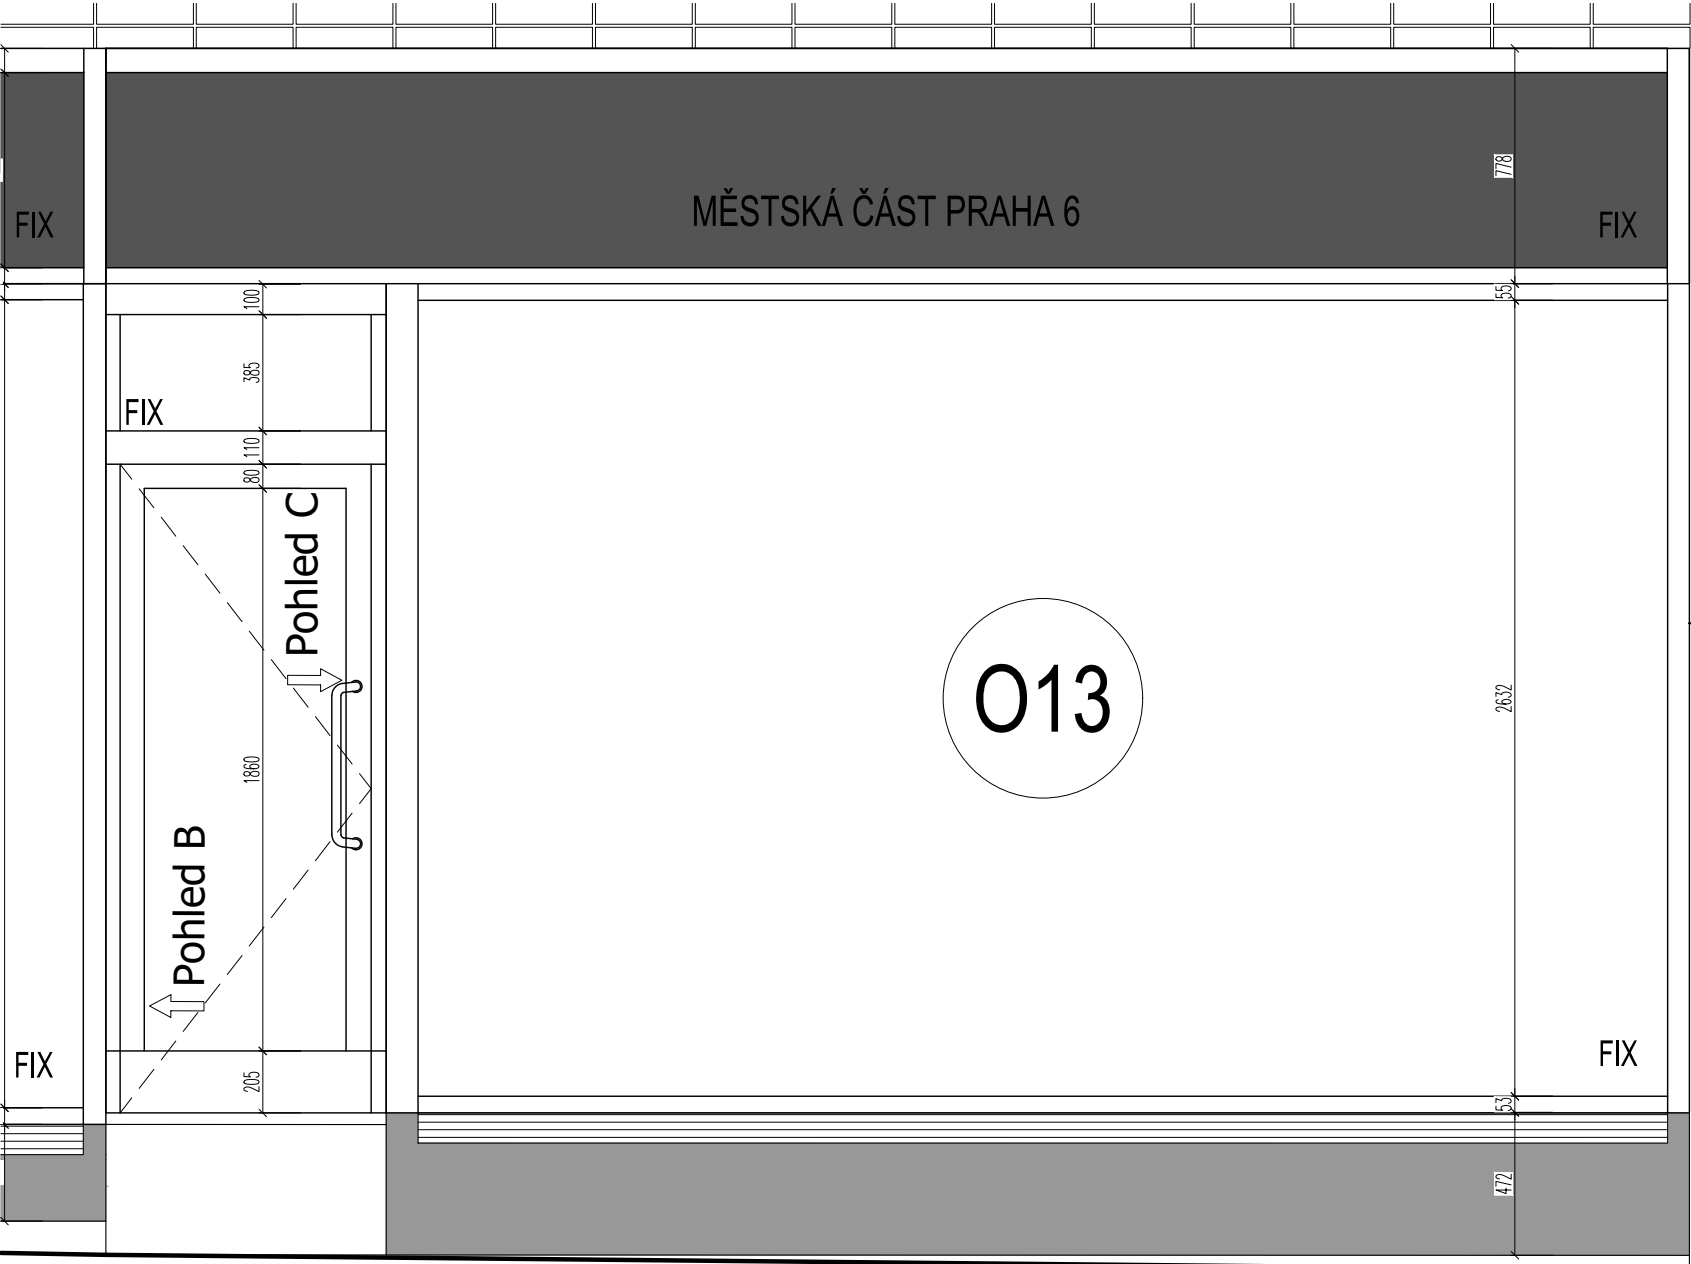 MĚSTSKÁ ČÁST PRAHA 6
778
FIX
FIX
100
55
385
FIX
110
80
Pohled C
O13
2632
1860
Pohled B
FIX
FIX
205
53
472